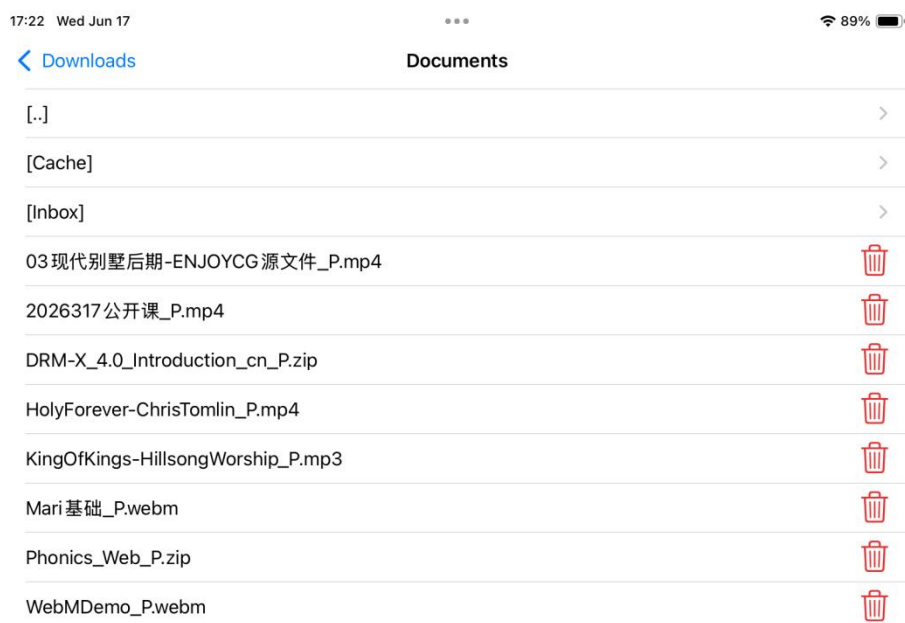 17:22 Wed Jun 17 89%
Downloads Documents
[..]
[Cache]
[Inbox]
03现代别墅后期-ENJOYCG源文件_P.mp4
2026317公开课_P.mp4
DRM-X_4.0_Introduction_cn_P.zip
HolyForever-ChrisTomlin_P.mp4
KingOfKings-HillsongWorship_P.mp3
Mari基础_P.webm
Phonics_Web_P.zip
WebMDemo_P.webm